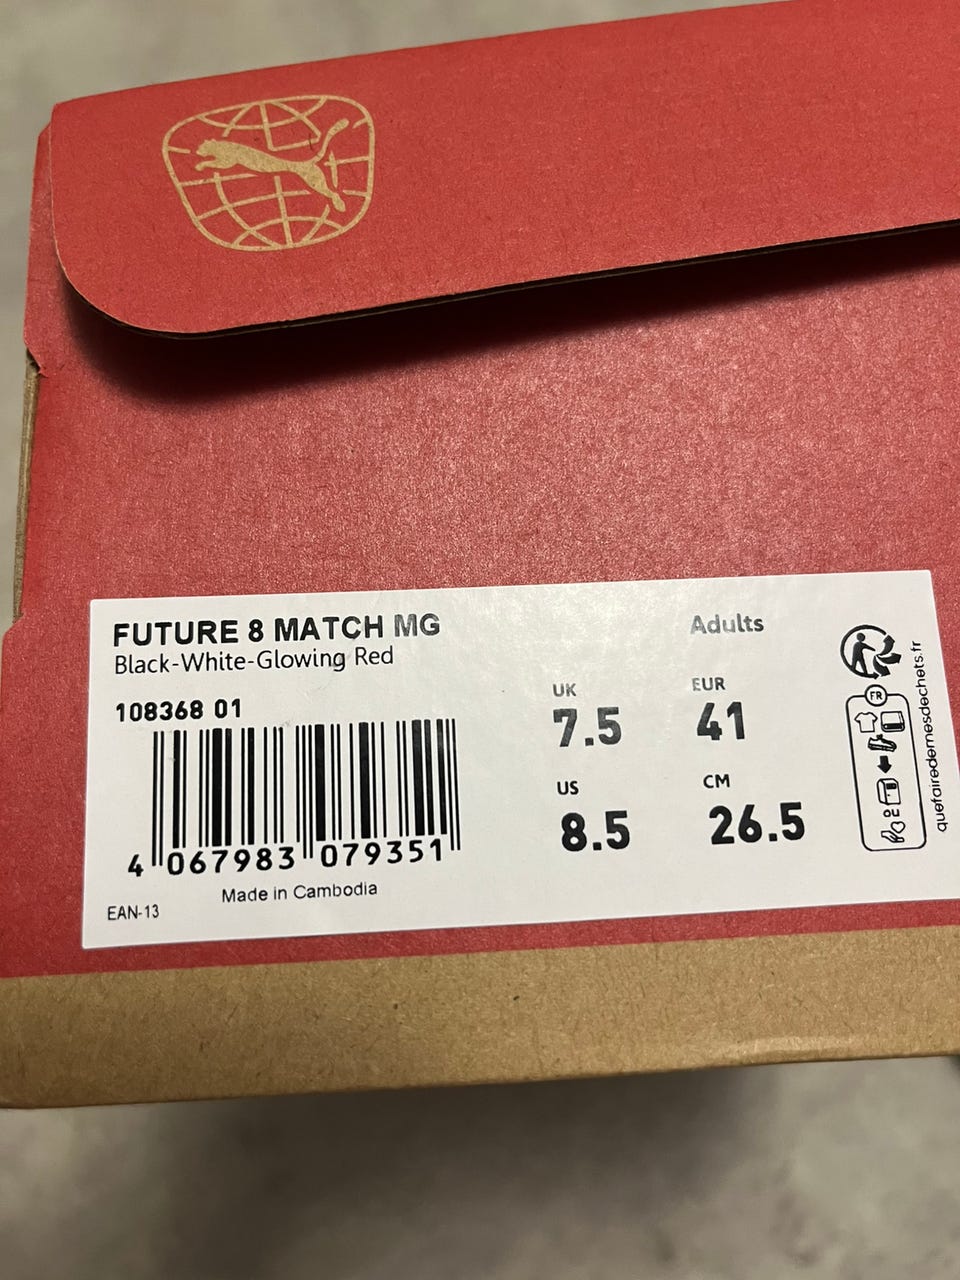 FUTURE 8 MATCH MG
Black-White-Glowing Red
108368 01
4 067983 079351
Made in Cambodia
EAN-13
Adults
UK
7.5
EUR
41
US
8.5
CM
26.5
FR
quefairedemesdechets.fr